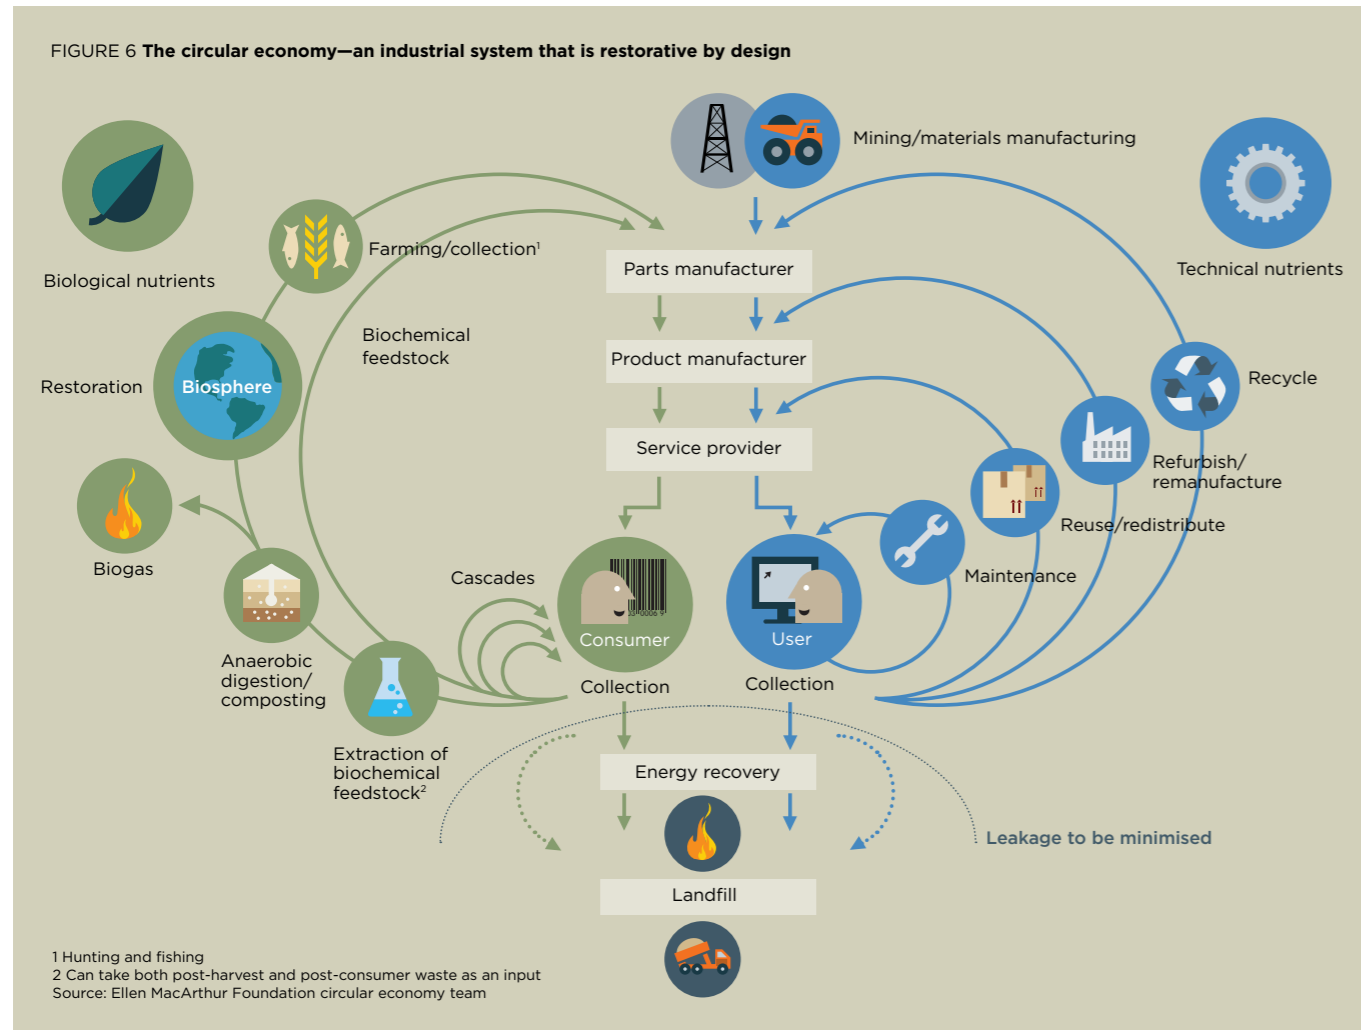 FIGURE 6 The circular economy—an industrial system that is restorative by design
Mining/materials manufacturing
Biological nutrients
Farming/collection¹
Technical nutrients
Parts manufacturer
Biochemical
feedstock
Product manufacturer
Restoration
Biosphere
Recycle
Service provider
Refurbish/
remanufacture
Reuse/redistribute
Biogas
Cascades
Maintenance
Consumer
User
Anaerobic
digestion/
composting
Collection
Collection
Extraction of
biochemical
feedstock²
Energy recovery
Leakage to be minimised
Landfill
1 Hunting and fishing
2 Can take both post-harvest and post-consumer waste as an input
Source: Ellen MacArthur Foundation circular economy team